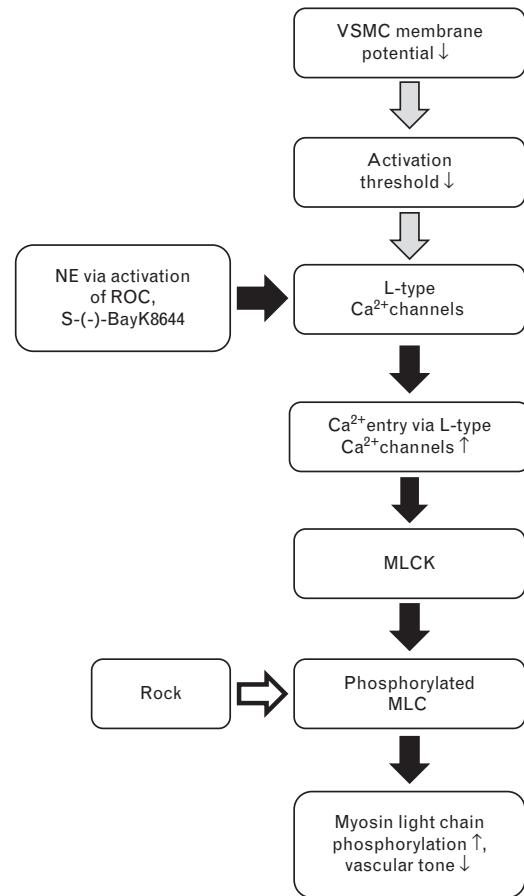 VSMC membrane
potential ↓
Activation
threshold ↓
NE via activation
of ROC,
S-(-)-BayK8644
L-type
Ca²⁺channels
Ca²⁺entry via L-type
Ca²⁺channels ↑
MLCK
Rock
Phosphorylated
MLC
Myosin light chain
phosphorylation ↑,
vascular tone ↓